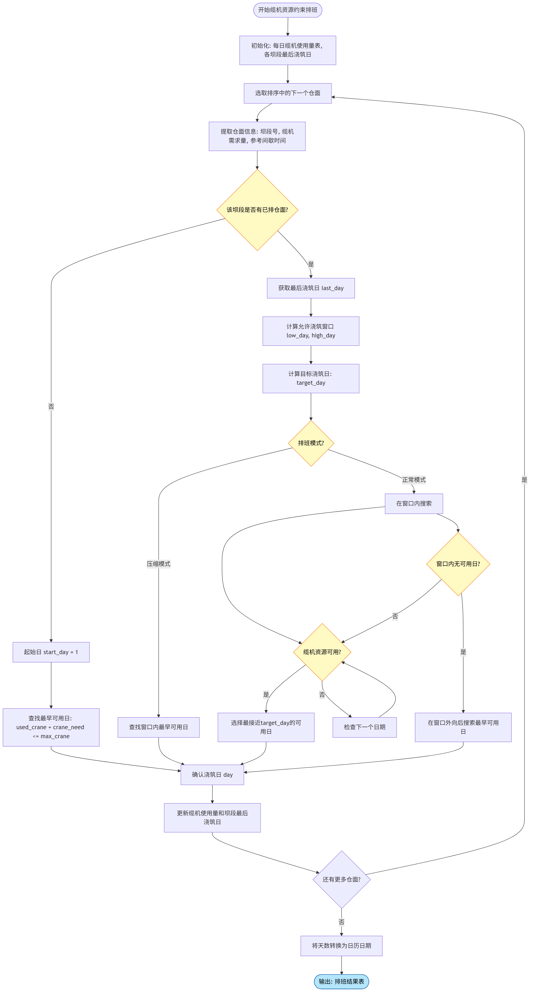 开始缆机资源约束排班
初始化: 每日缆机使用量表,
各坝段最后浇筑日
选取排序中的下一个仓面
提取仓面信息: 坝段号, 缆机
需求量, 参考间歇时间
该坝段是否有已排仓面?
是
获取最后浇筑日 last_day
计算允许浇筑窗口
low_day, high_day
计算目标浇筑日:
target_day
否
排班模式?
正常模式
是
在窗口内搜索
压缩模式
窗口内无可用日?
否
起始日 start_day = 1
缆机资源可用?
是
是
否
查找最早可用日:
used_crane + crane_need
<= max_crane
查找窗口内最早可用日
选择最接近target_day的可
用日
检查下一个日期
在窗口外向后搜索最早可用
日
确认浇筑日 day
更新缆机使用量和坝段最后
浇筑日
还有更多仓面?
否
将天数转换为日历日期
输出: 排班结果表